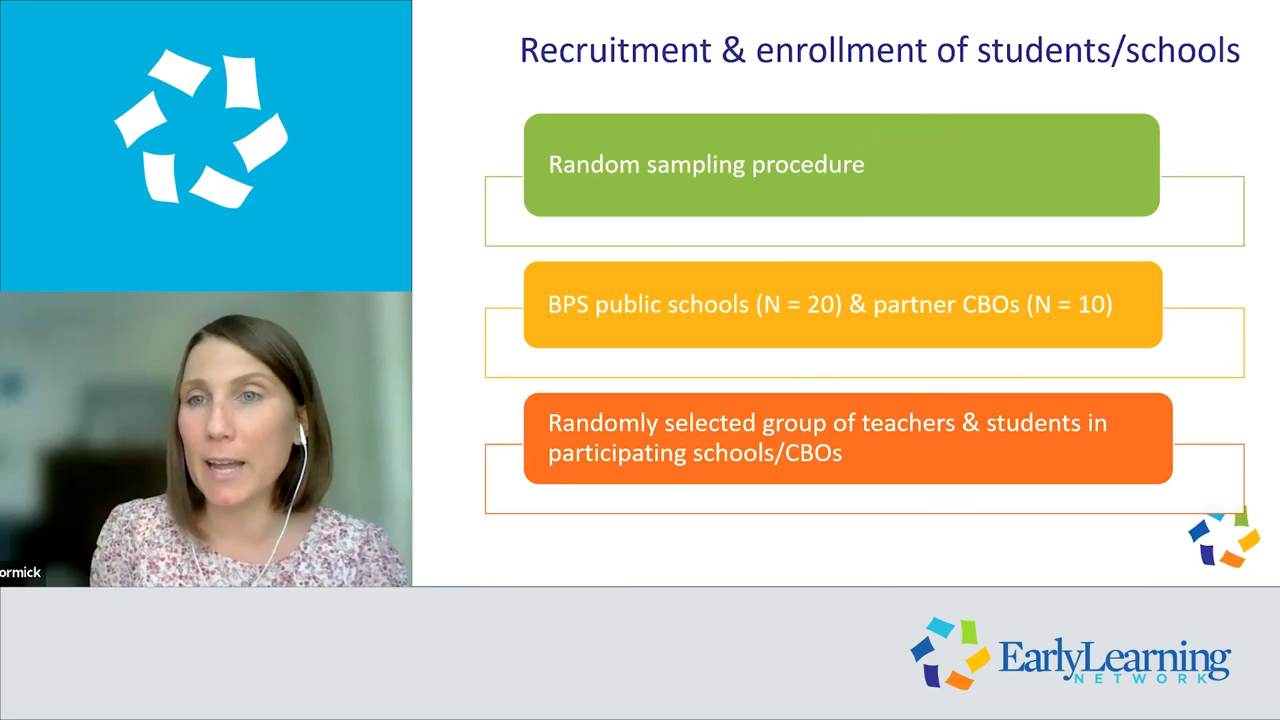 Recruitment & enrollment of students/schools
Random sampling procedure
BPS public schools (N = 20) & partner CBOs (N = 10)
Randomly selected group of teachers & students in
participating schools/CBOs
ormick
EarlyLearning
NETWORK